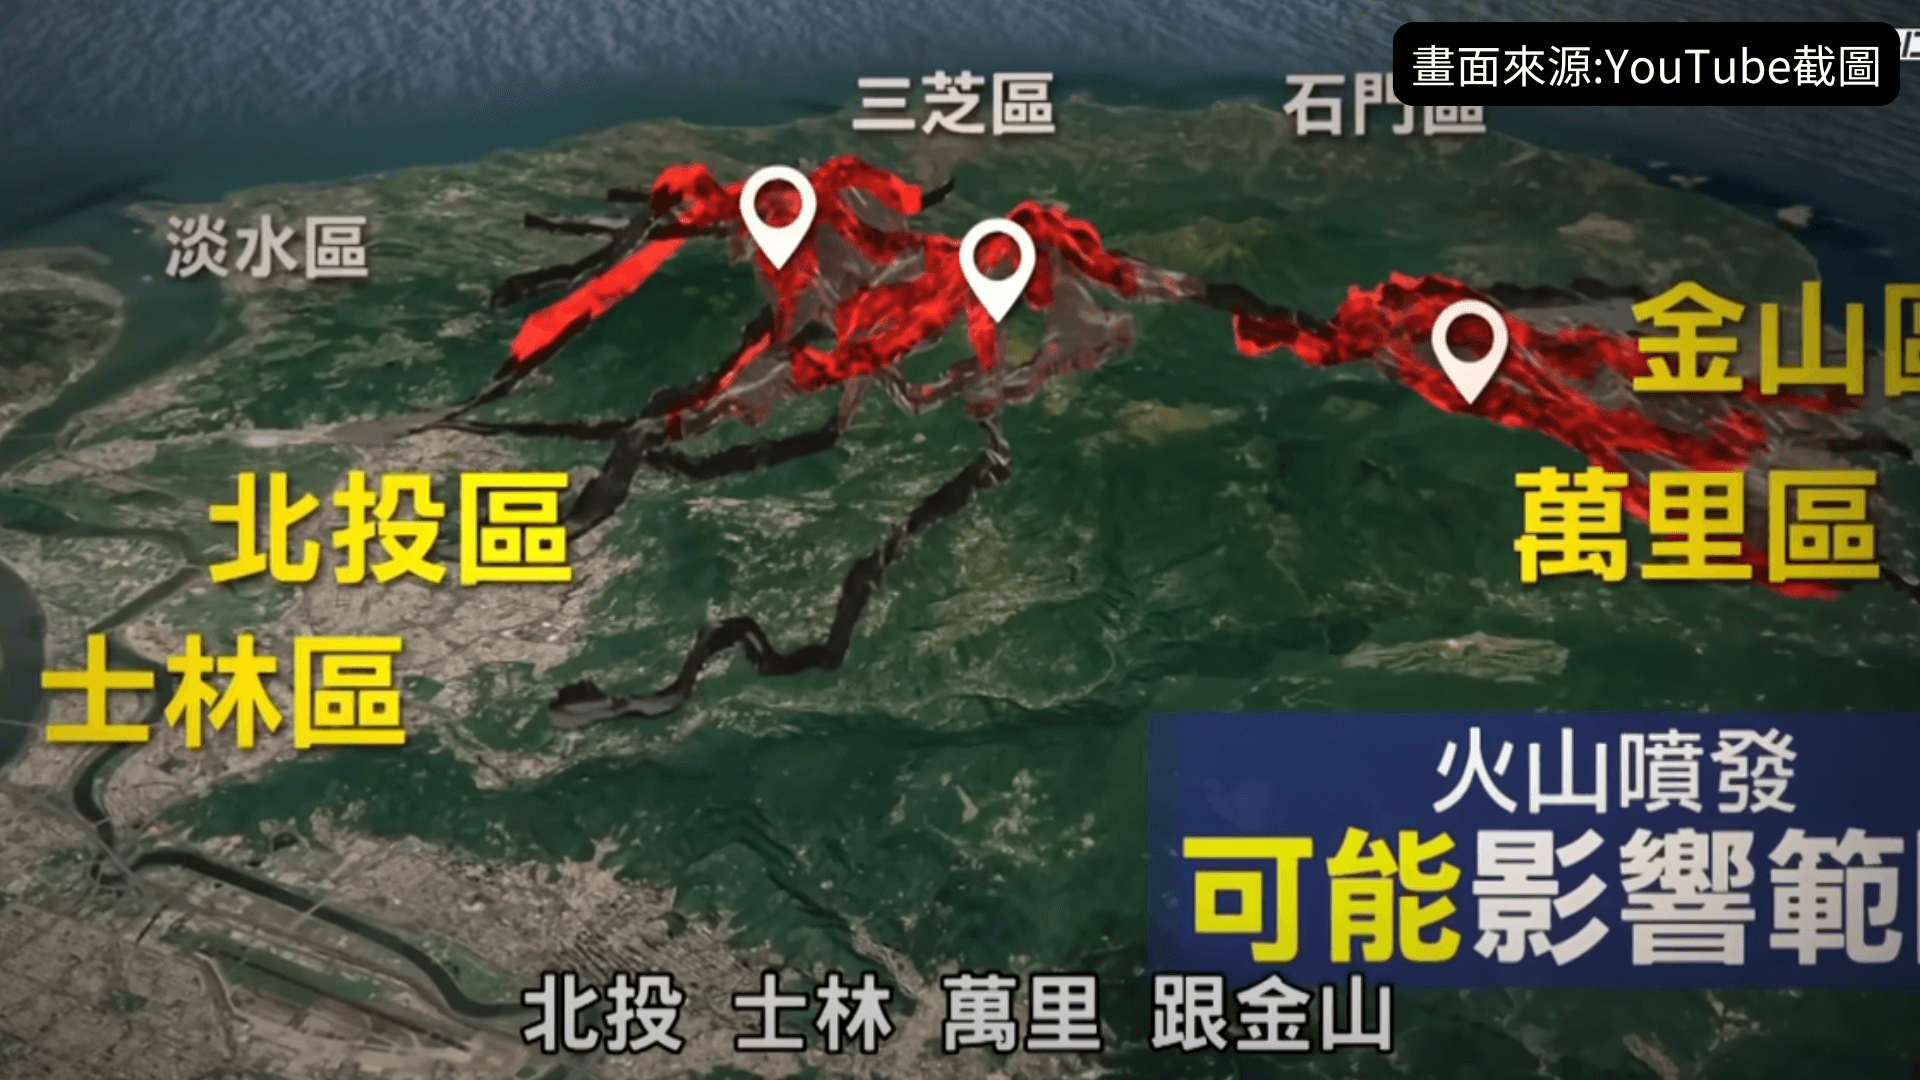 畫面來源:YouTube截圖
三芝區
石門區
淡水區
金山區
北投區
萬里區
士林區
火山噴發
可能影響範
北投 士林 萬里 跟金山